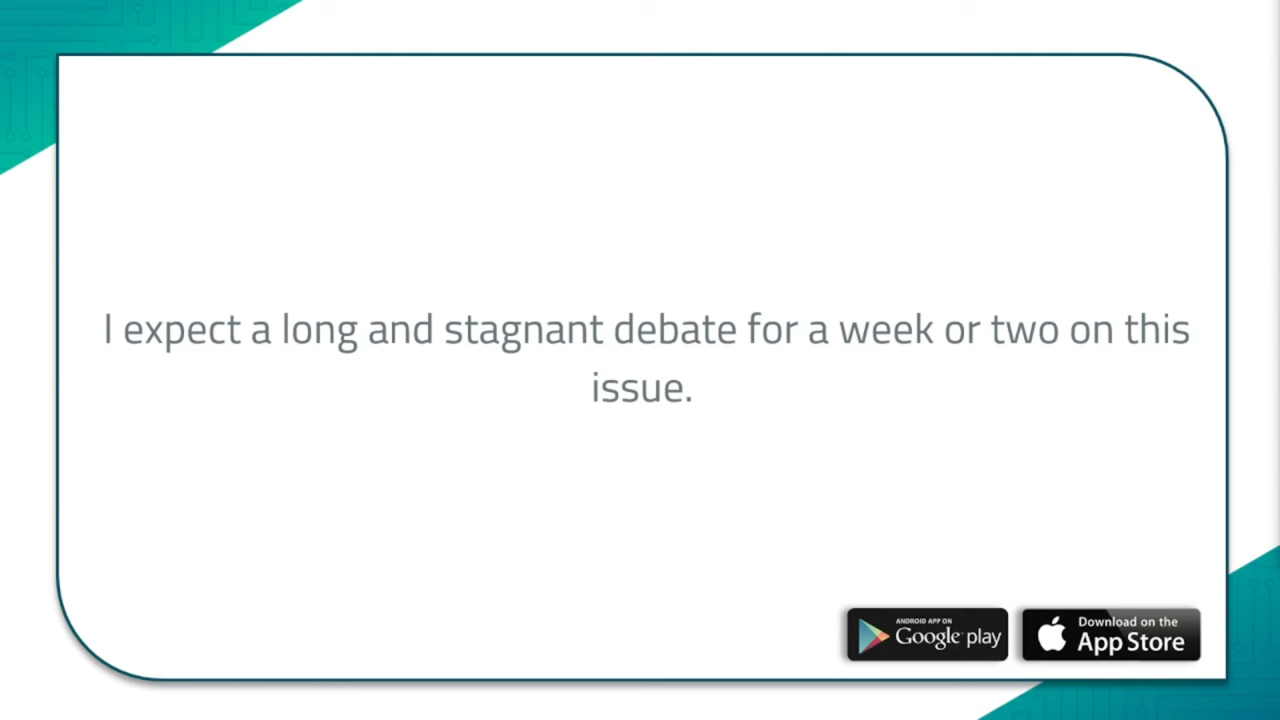 I expect a long and stagnant debate for a week or two on this
issue.
ANDROID APP ON
Google play
Download on the
App Store